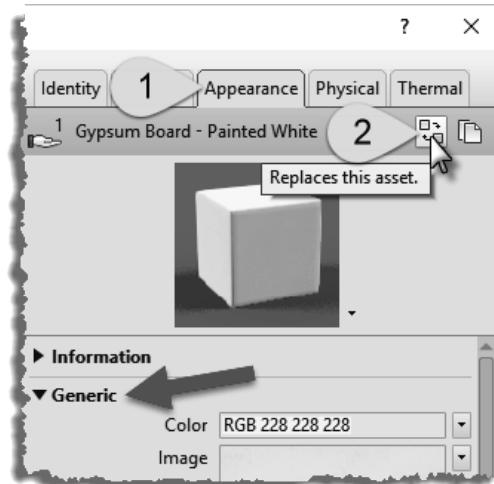 ?
Identity 1 Appearance Physical Thermal
1 Gypsum Board - Painted White 2
Replaces this asset.
Information
Generic
Color RGB 228 228 228
Image